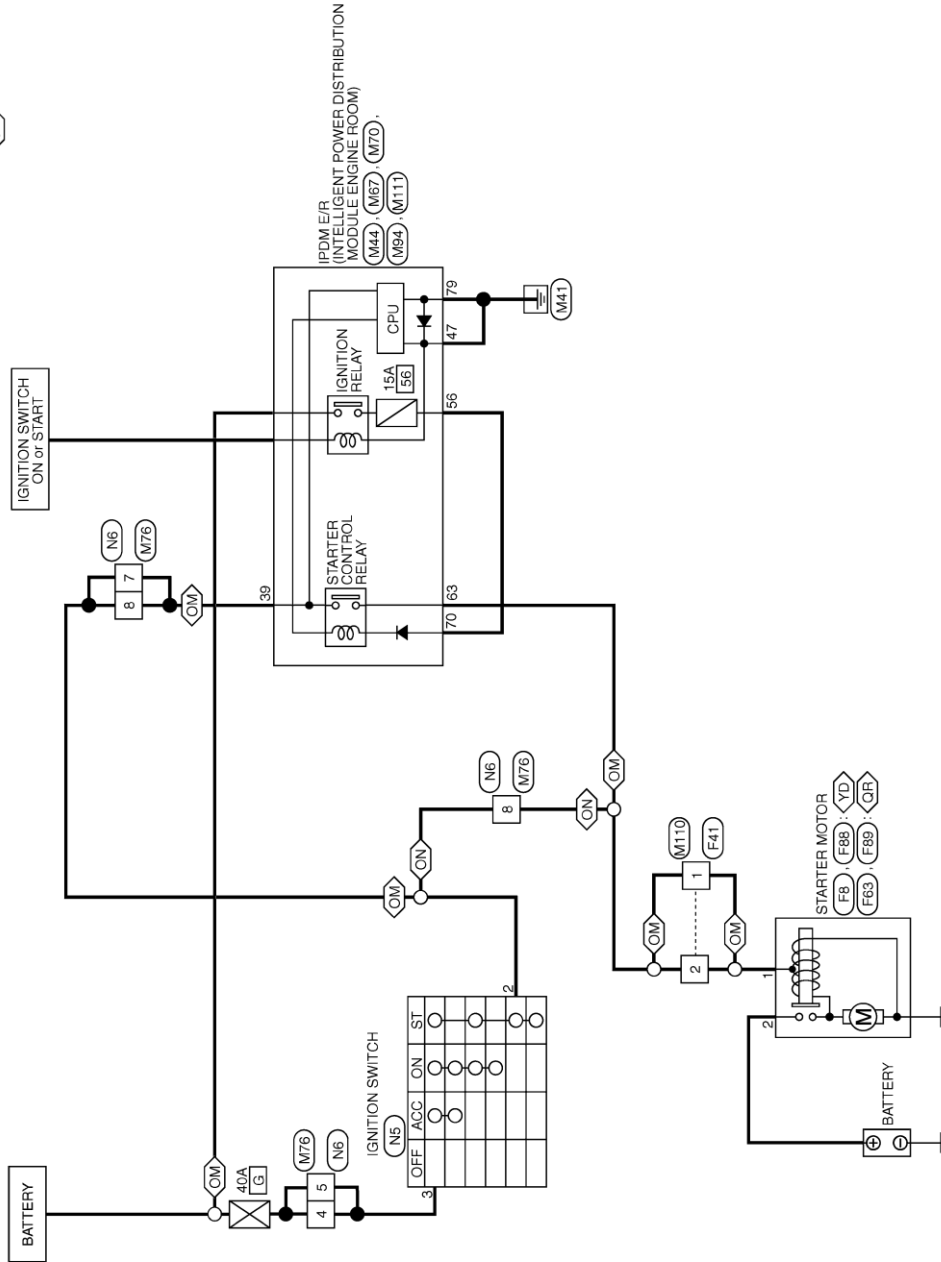 BATTERY
IGNITION SWITCH
ON or START
40A
G
OM
M76
N6
4 5
N6
M76
8 7
OM
IPDM E/R
(INTELLIGENT POWER DISTRIBUTION
MODULE ENGINE ROOM)
M44 , M67 , M70 ,
M94 , M111
39
STARTER
CONTROL
RELAY
IGNITION
RELAY
15A
56
CPU
70 63 56 47 79
M41
IGNITION SWITCH
N5
OFF ACC ON ST
3
2
OM
ON
N6
M76
8
ON
OM
OM
M110
F41
2 1
OM
STARTER MOTOR
F8 , F88 : YD
F63 , F89 : QR
2
1
M
BATTERY
+ -